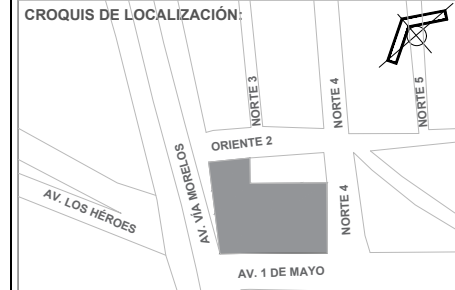 CROQUIS DE LOCALIZACIÓN:
NORTE 3
NORTE 4
NORTE 5
ORIENTE 2
AV. VÍA MORELOS
AV. LOS HÉROES
NORTE 4
AV. 1 DE MAYO